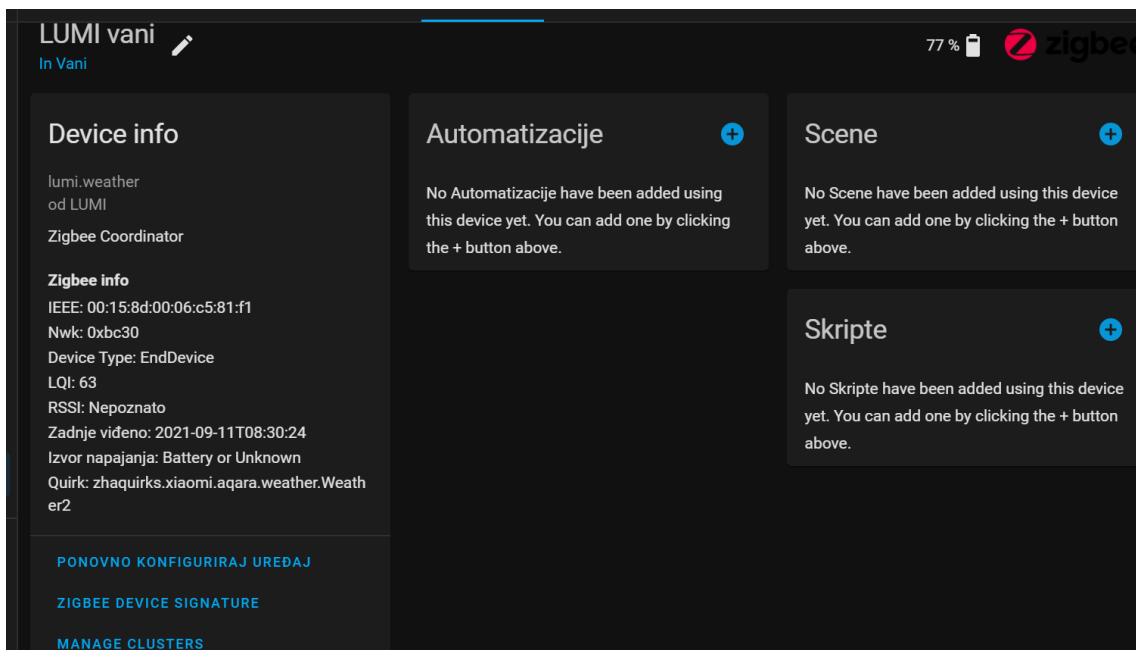 LUMI vani
In Vani
77 %
zigbee
Device info
lumi.weather
od LUMI
Zigbee Coordinator
Zigbee info
IEEE: 00:15:8d:00:06:c5:81:f1
Nwk: 0xbc30
Device Type: EndDevice
LQI: 63
RSSI: Nepoznato
Zadnje viđeno: 2021-09-11T08:30:24
Izvor napajanja: Battery or Unknown
Quirk: zhaquirks.xiaomi.aqara.weather.Weath
er2
PONOVNO KONFIGURIRAJ UREĐAJ
ZIGBEE DEVICE SIGNATURE
MANAGE CLUSTERS
Automatizacije
No Automatizacije have been added using
this device yet. You can add one by clicking
the + button above.
Scene
No Scene have been added using this device
yet. You can add one by clicking the + button
above.
Skripte
No Skripte have been added using this device
yet. You can add one by clicking the + button
above.